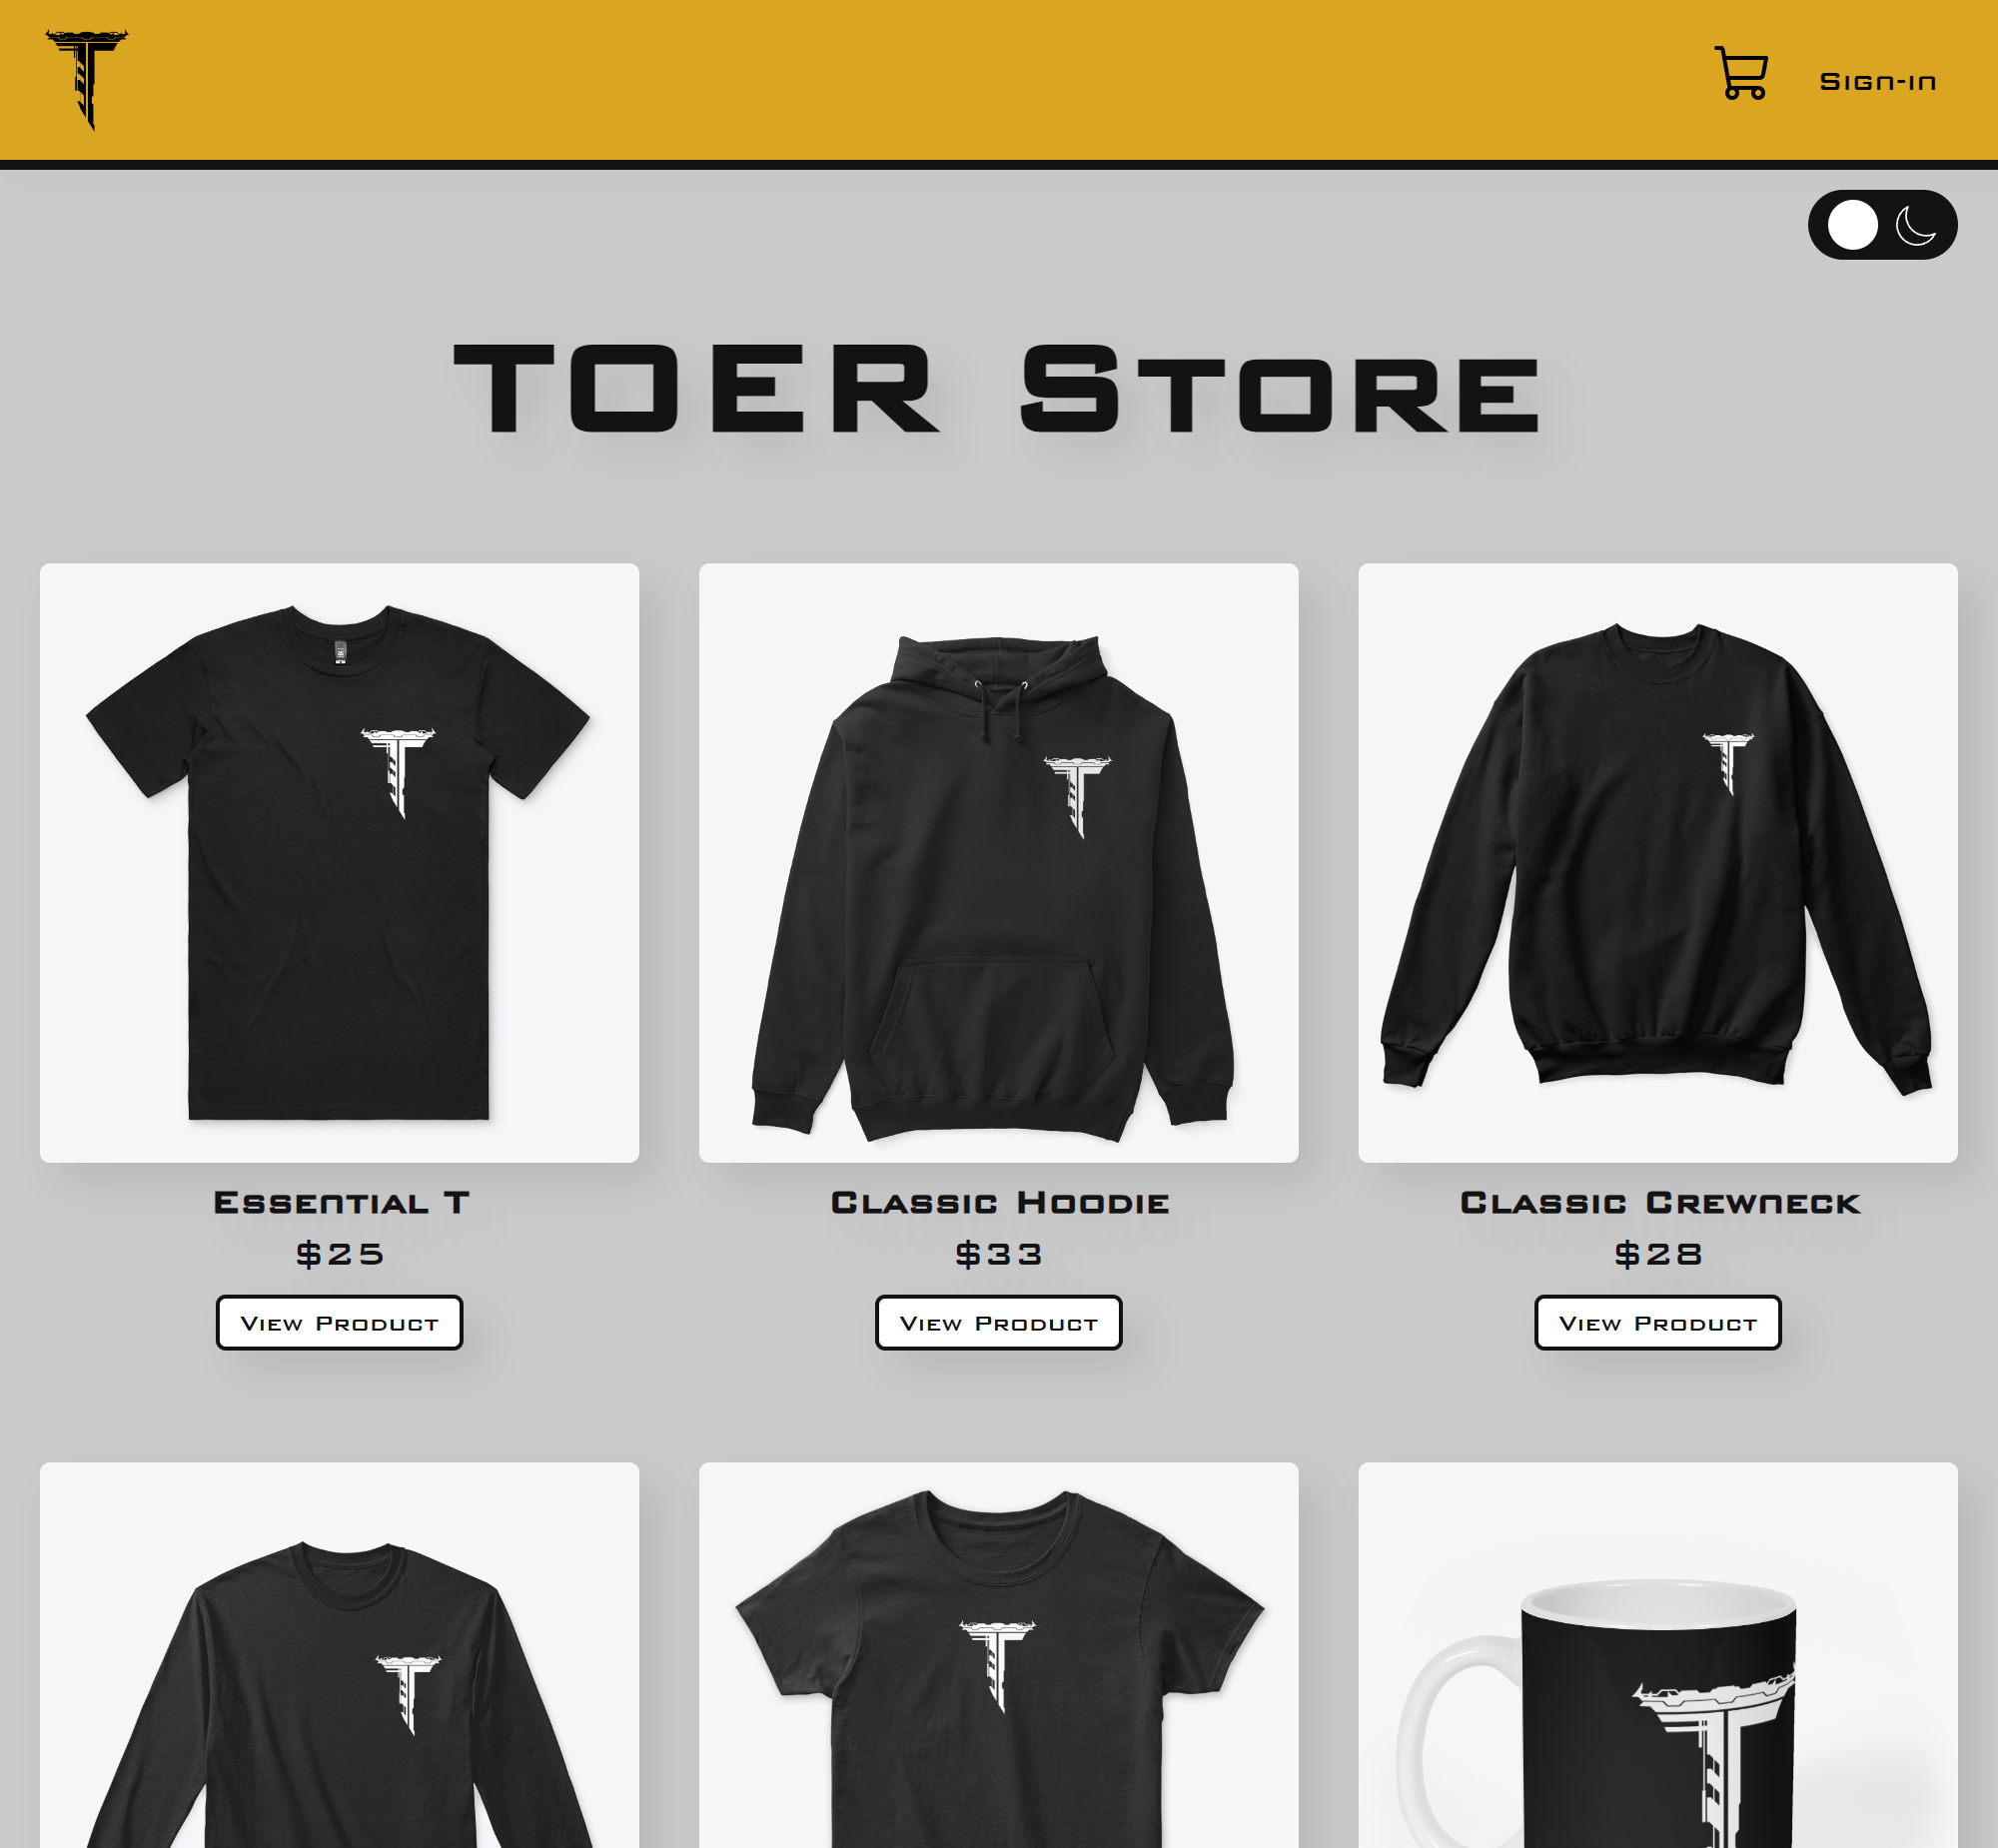 Sign-in
TOER Store
Essential T
Classic Hoodie
Classic Crewneck
$25
$33
$28
View Product
View Product
View Product